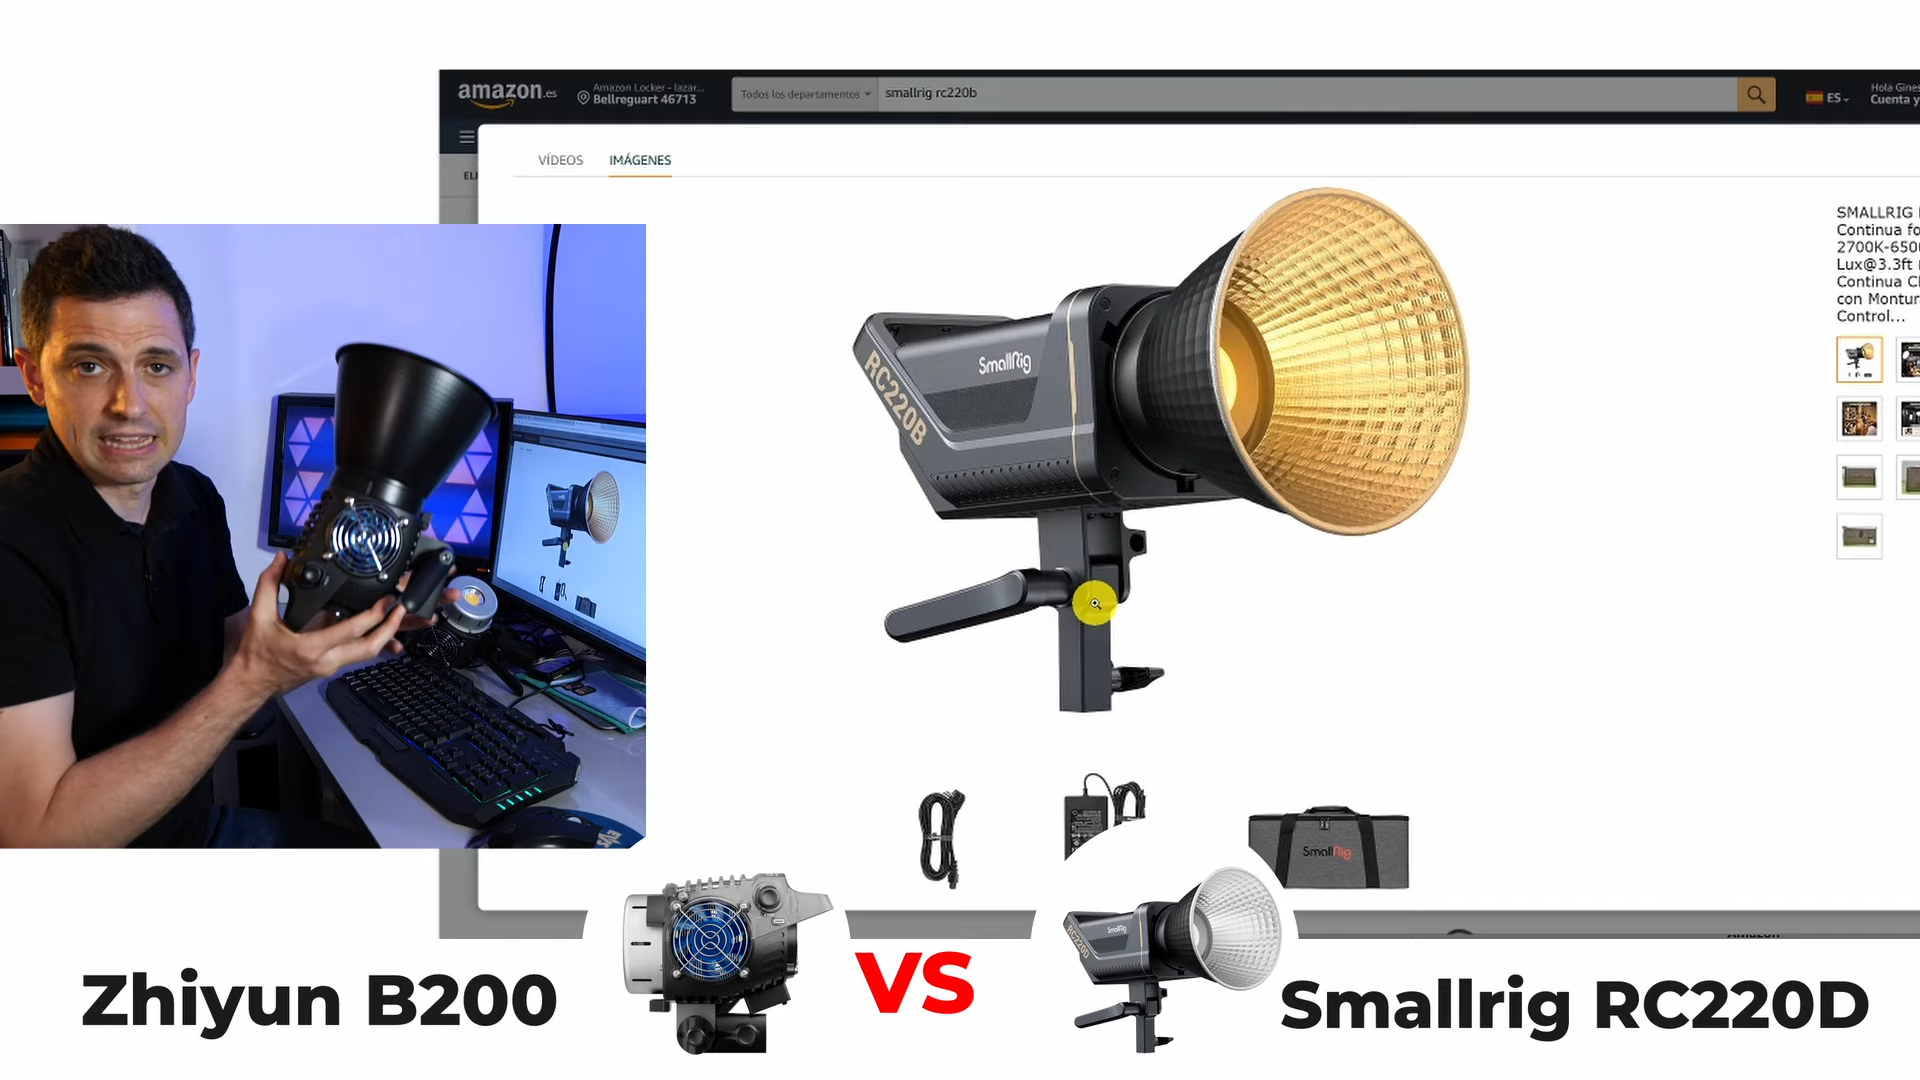 amazon.es
Amazon Locker - lazar...
Bellreguart 46713
Todos los departamentos
smallrig rc220b
ES
Hola Gines
Cuenta y
VÍDEOS
IMÁGENES
SMALLRIG
Continua fo
2700K-650
Lux@3.3ft
Continua C
con Montur
Control...
SmallRig
RC220B
SmallRig
SmallRig
RC220D
Zhiyun B200
VS
Smallrig RC220D